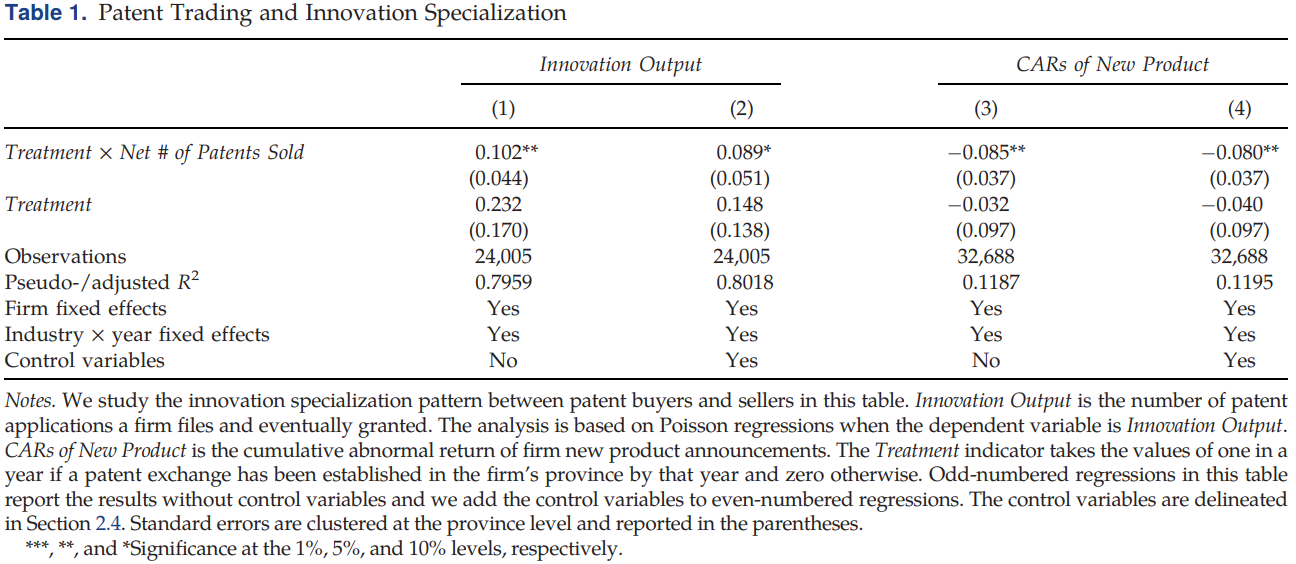 Table 1. Patent Trading and Innovation Specialization
Innovation Output CARs of New Product
(1) (2) (3) (4)
Treatment × Net # of Patents Sold 0.102** 0.089* −0.085** −0.080**
(0.044) (0.051) (0.037) (0.037)
Treatment 0.232 0.148 −0.032 −0.040
(0.170) (0.138) (0.097) (0.097)
Observations 24,005 24,005 32,688 32,688
Pseudo-/adjusted R² 0.7959 0.8018 0.1187 0.1195
Firm fixed effects Yes Yes Yes Yes
Industry × year fixed effects Yes Yes Yes Yes
Control variables No Yes No Yes
Notes. We study the innovation specialization pattern between patent buyers and sellers in this table. Innovation Output is the number of patent
applications a firm files and eventually granted. The analysis is based on Poisson regressions when the dependent variable is Innovation Output.
CARs of New Product is the cumulative abnormal return of firm new product announcements. The Treatment indicator takes the values of one in a
year if a patent exchange has been established in the firm's province by that year and zero otherwise. Odd-numbered regressions in this table
report the results without control variables and we add the control variables to even-numbered regressions. The control variables are delineated
in Section 2.4. Standard errors are clustered at the province level and reported in the parentheses.
***, **, and *Significance at the 1%, 5%, and 10% levels, respectively.